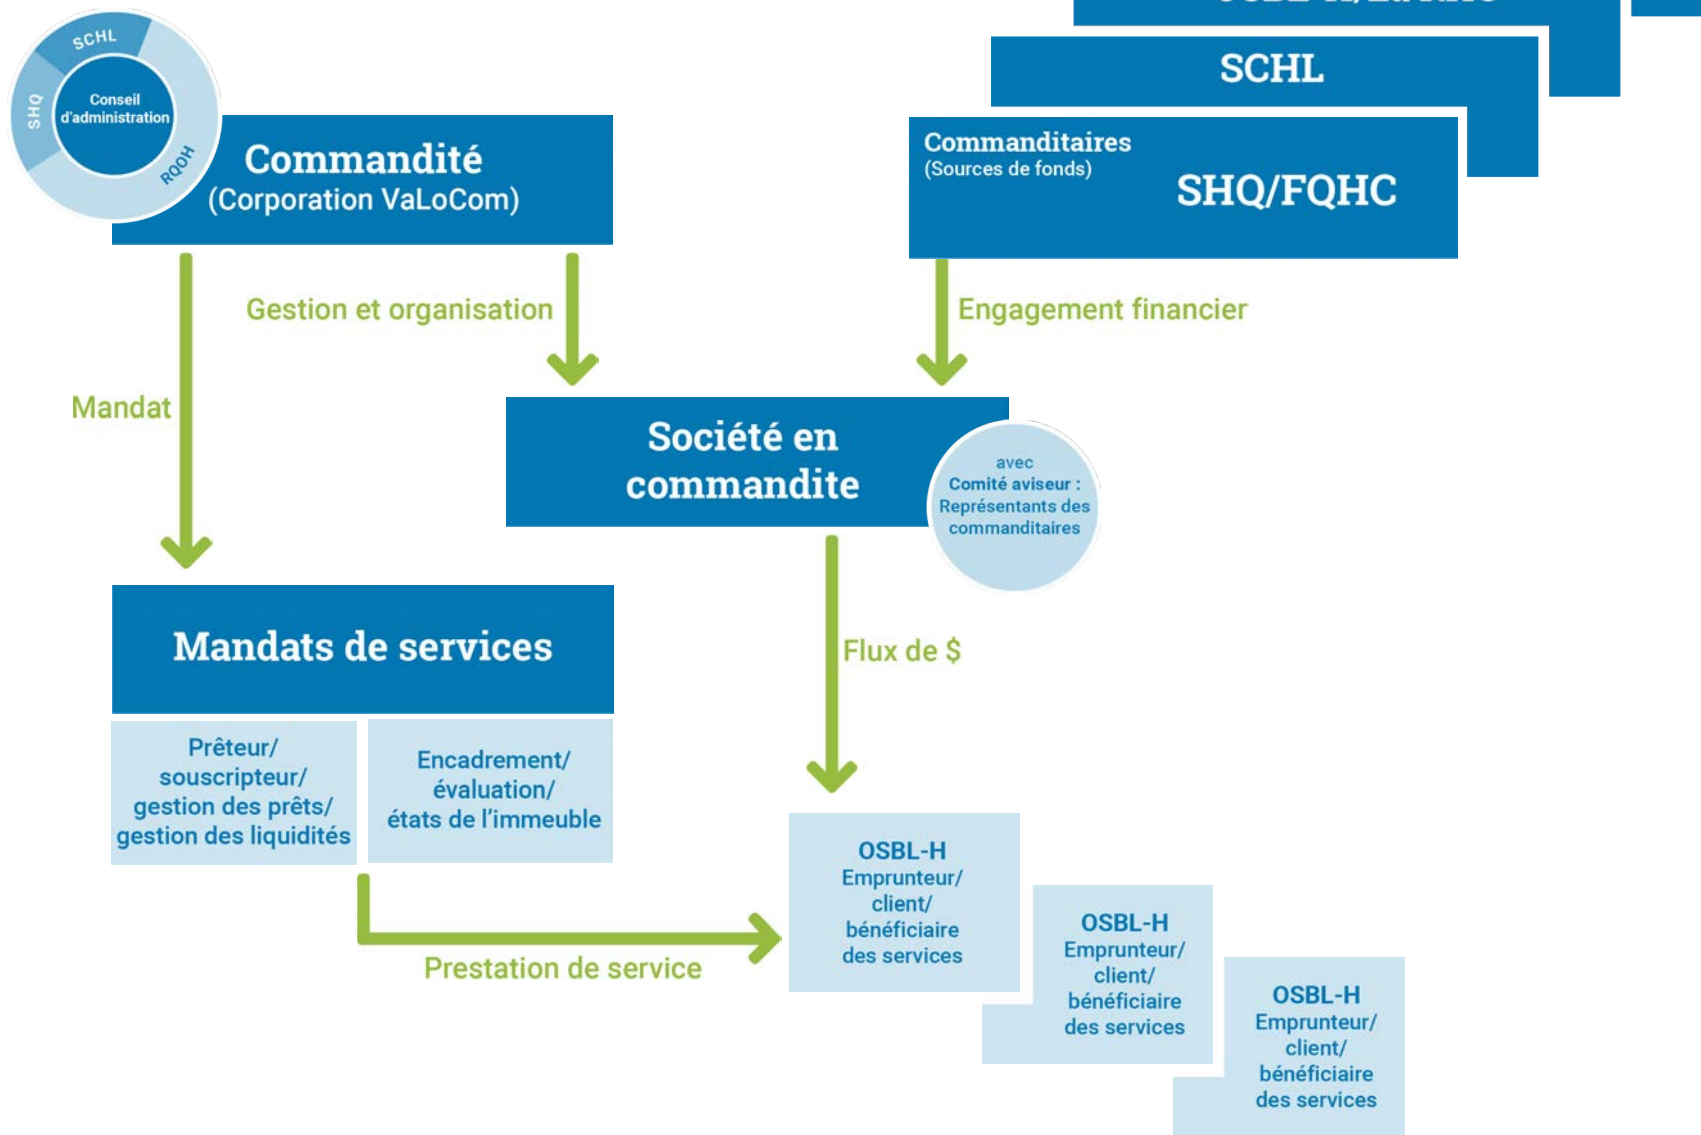 SCHL
SHQ
Conseil
d'administration
RQOH
Commandité
(Corporation VaLoCom)
SCHL
Commanditaires
(Sources de fonds)
SHQ/FQHC
Gestion et organisation
Engagement financier
Mandat
Société en
commandite
avec
Comité aviseur :
Représentants des
commanditaires
Mandats de services
Flux de $
Prêteur/
souscripteur/
gestion des prêts/
gestion des liquidités
Encadrement/
évaluation/
états de l'immeuble
OSBL-H
Emprunteur/
client/
bénéficiaire
des services
Prestation de service
OSBL-H
Emprunteur/
client/
bénéficiaire
des services
OSBL-H
Emprunteur/
client/
bénéficiaire
des services